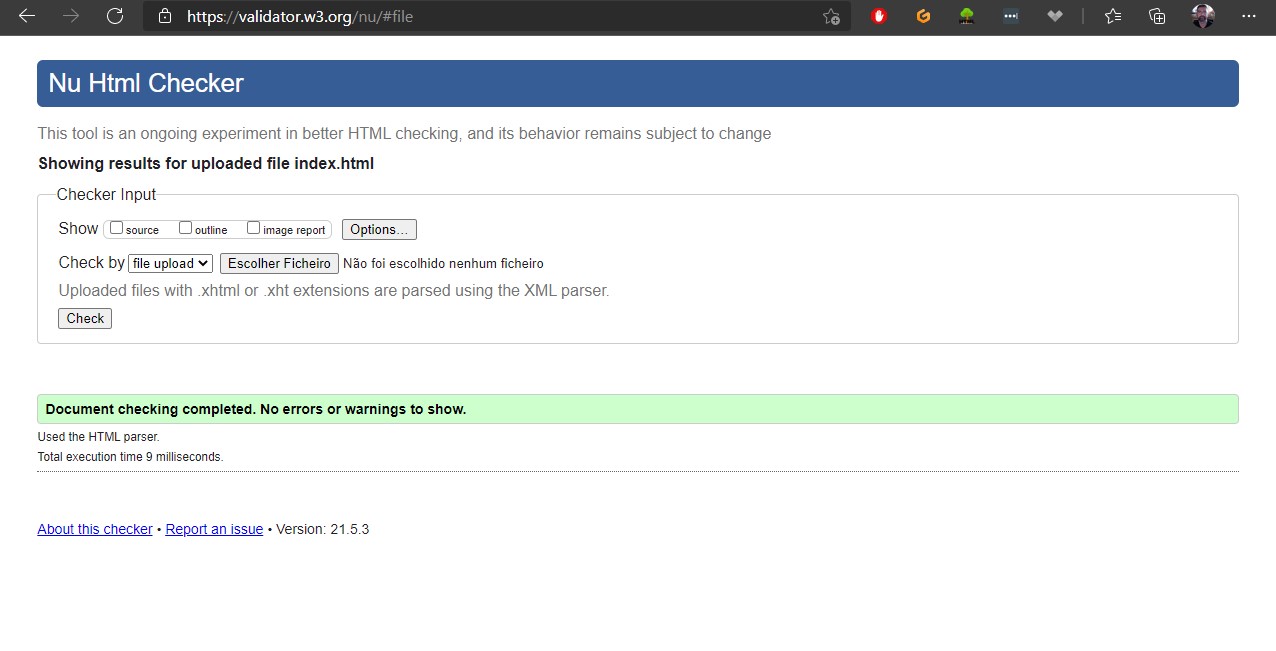 https://validator.w3.org/nu/#file
Nu Html Checker
This tool is an ongoing experiment in better HTML checking, and its behavior remains subject to change
Showing results for uploaded file index.html
Checker Input
Show source outline image report Options...
Check by file upload Escolher Ficheiro Não foi escolhido nenhum ficheiro
Uploaded files with .xhtml or .xht extensions are parsed using the XML parser.
Check
Document checking completed. No errors or warnings to show.
Used the HTML parser.
Total execution time 9 milliseconds.
About this checker • Report an issue • Version: 21.5.3